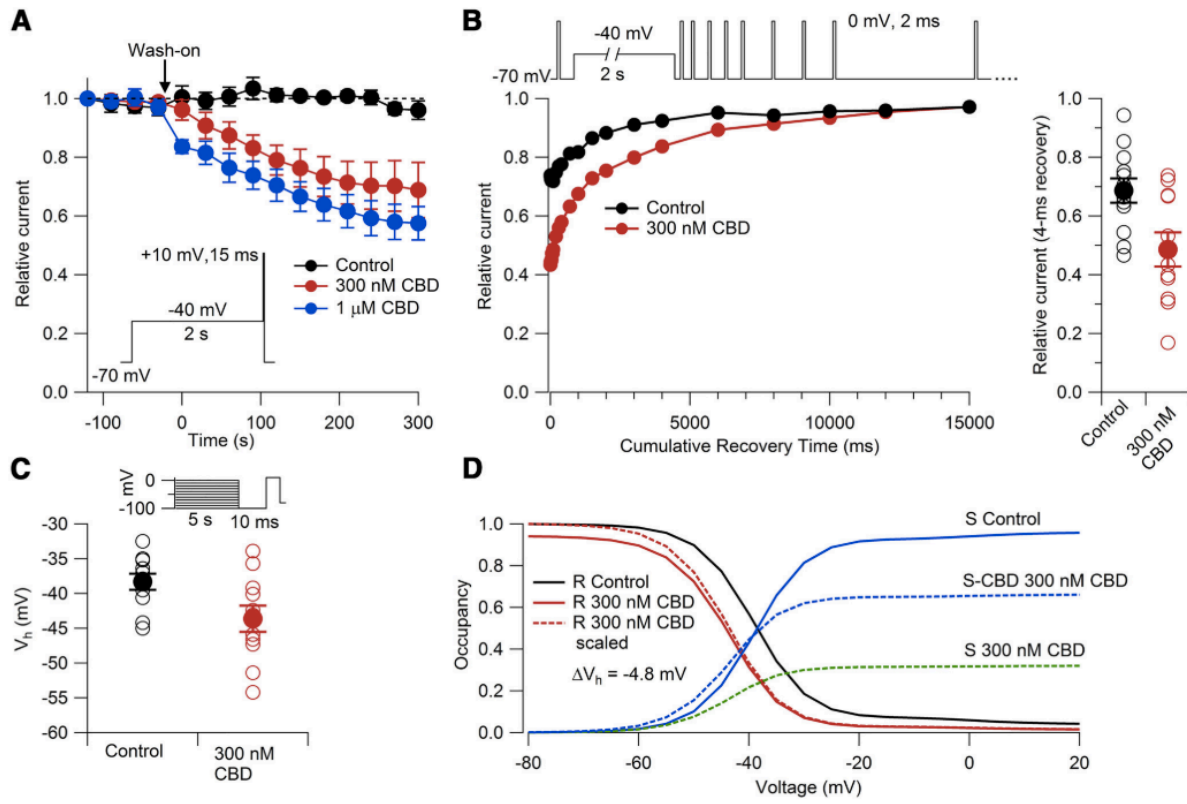 A
Wash-on
1.0
0.8
0.6
0.4
0.2
0.0
Relative current
+10 mV,15 ms
-40 mV
2 s
-70 mV
Control
300 nM CBD
1 μM CBD
-100
0
100
200
300
Time (s)
B
0 mV, 2 ms
-40 mV
-70 mV
2 s
1.0
0.8
0.6
0.4
0.2
0.0
Relative current
Control
300 nM CBD
0
5000
10000
15000
Cumulative Recovery Time (ms)
1.0
0.8
0.6
0.4
0.2
0.0
Relative current (4-ms recovery)
Control
300 nM
CBD
C
mV
0
-100
5 s
10 ms
-30
-35
-40
-45
-50
-55
-60
Vh (mV)
Control
300 nM
CBD
D
1.0
0.8
0.6
0.4
0.2
0.0
Occupancy
R Control
R 300 nM CBD
R 300 nM CBD
scaled
ΔVh = -4.8 mV
S Control
S-CBD 300 nM CBD
S 300 nM CBD
-80
-60
-40
-20
0
20
Voltage (mV)